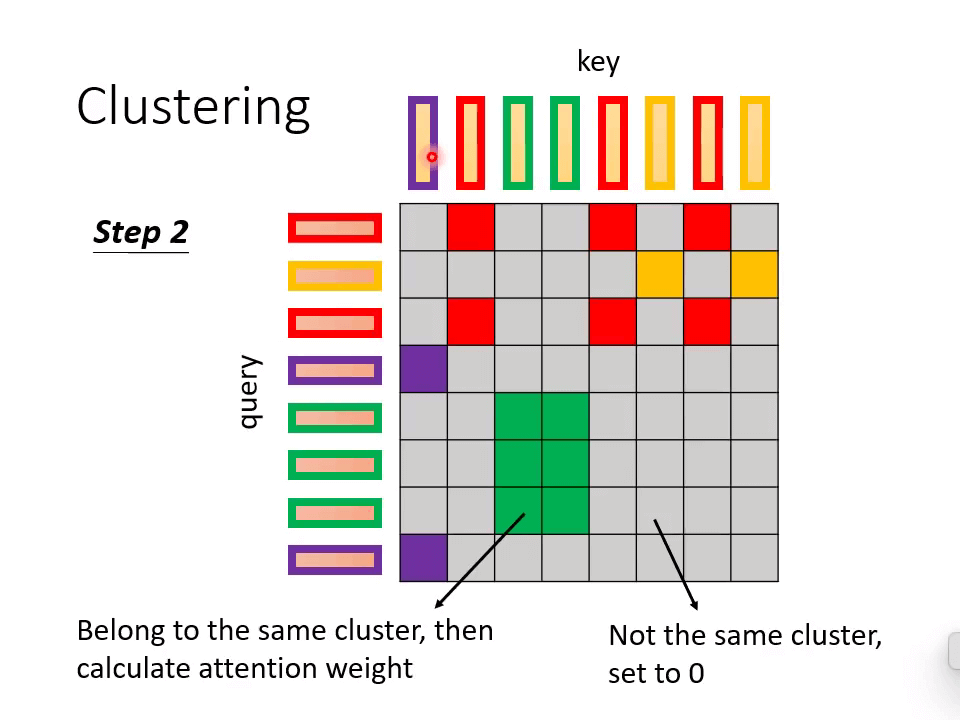 key
Clustering
Step 2
query
Belong to the same cluster, then
calculate attention weight
Not the same cluster,
set to 0